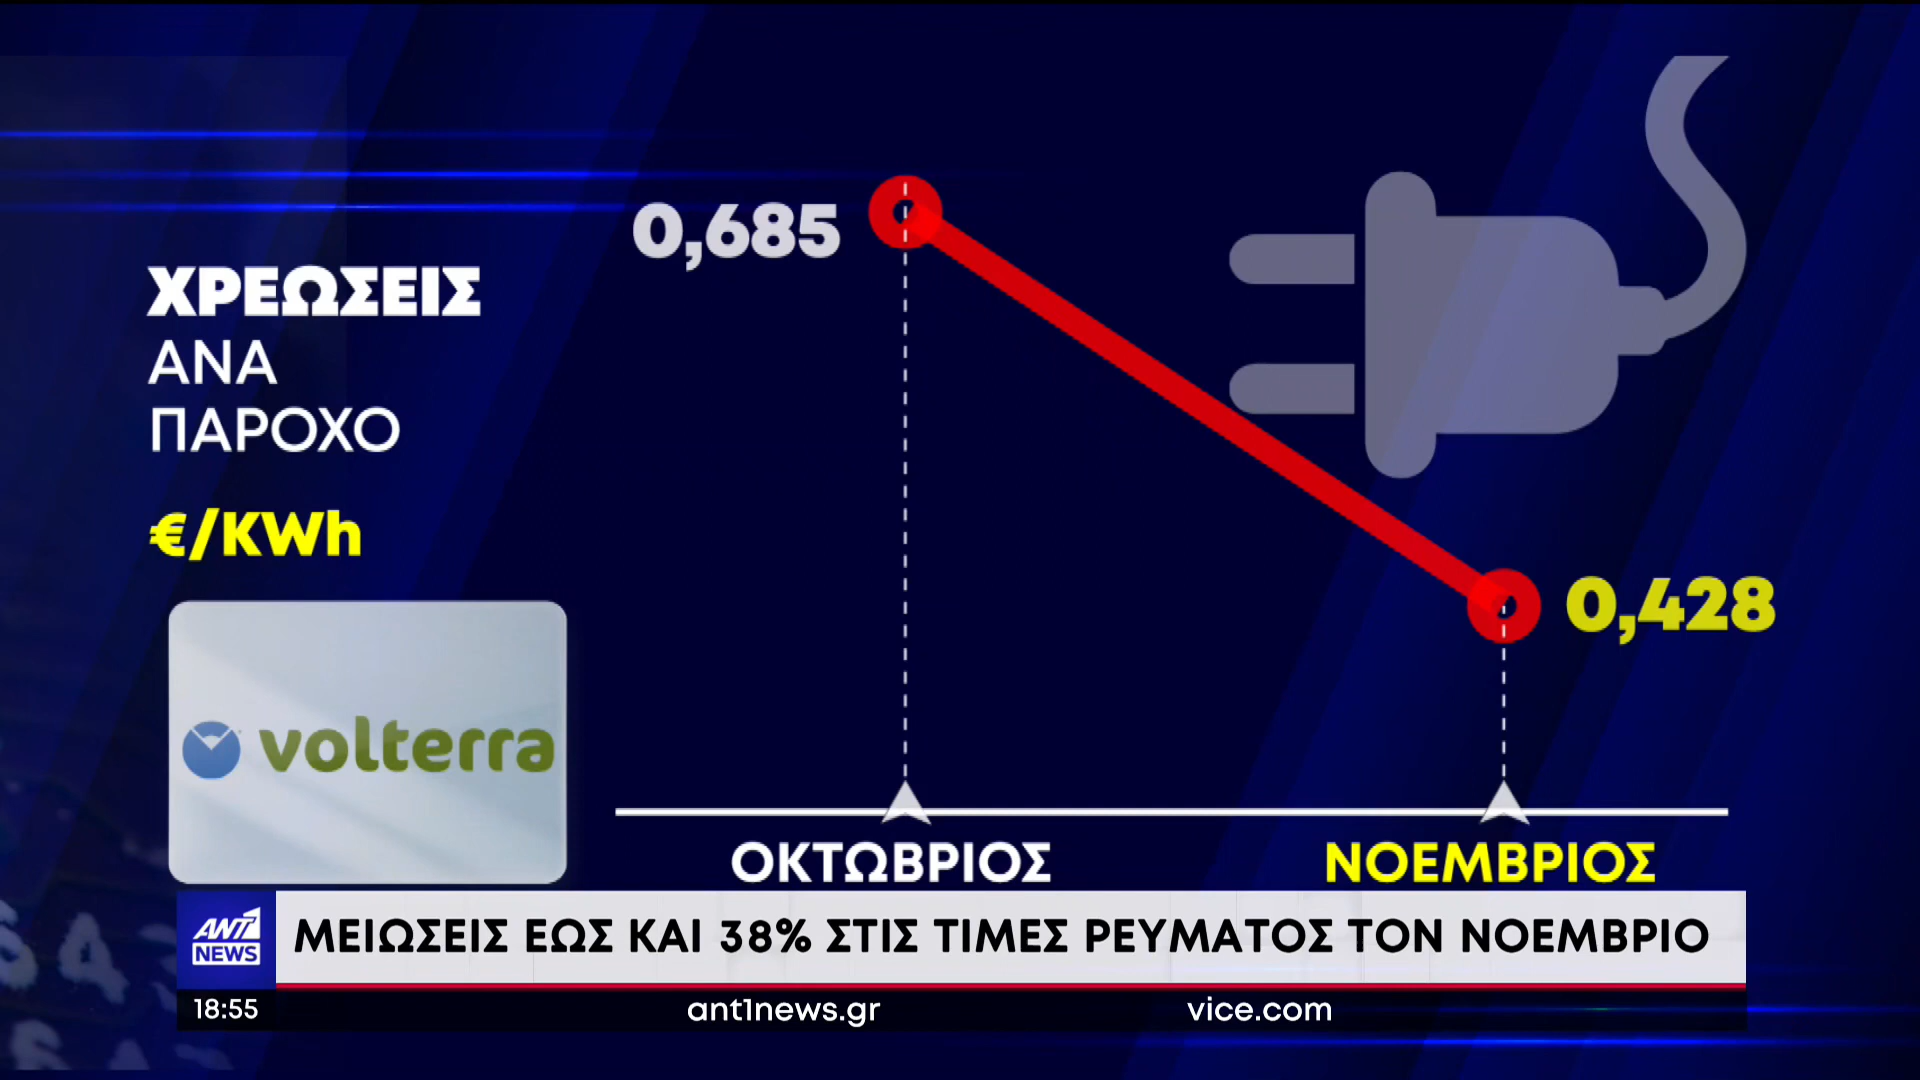 0,685
ΧΡΕΩΣΕΙΣ
ΑΝΑ
ΠΑΡΟΧΟ
€/KWh
0,428
volterra
ΟΚΤΩΒΡΙΟΣ
ΝΟΕΜΒΡΙΟΣ
ANT1
NEWS
ΜΕΙΩΣΕΙΣ ΕΩΣ ΚΑΙ 38% ΣΤΙΣ ΤΙΜΕΣ ΡΕΥΜΑΤΟΣ ΤΟΝ ΝΟΕΜΒΡΙΟ
18:55
ant1news.gr
vice.com